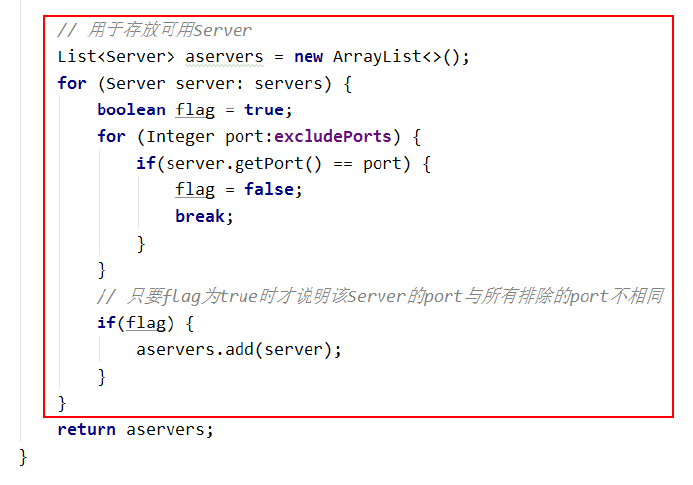 // 用于存放可用Server
List<Server> aservers = new ArrayList<>();
for (Server server: servers) {
boolean flag = true;
for (Integer port:excludePorts) {
if(server.getPort() == port) {
flag = false;
break;
}
}
// 只要flag为true时才说明该Server的port与所有排除的port不相同
if(flag) {
aservers.add(server);
}
}
return aservers;
}